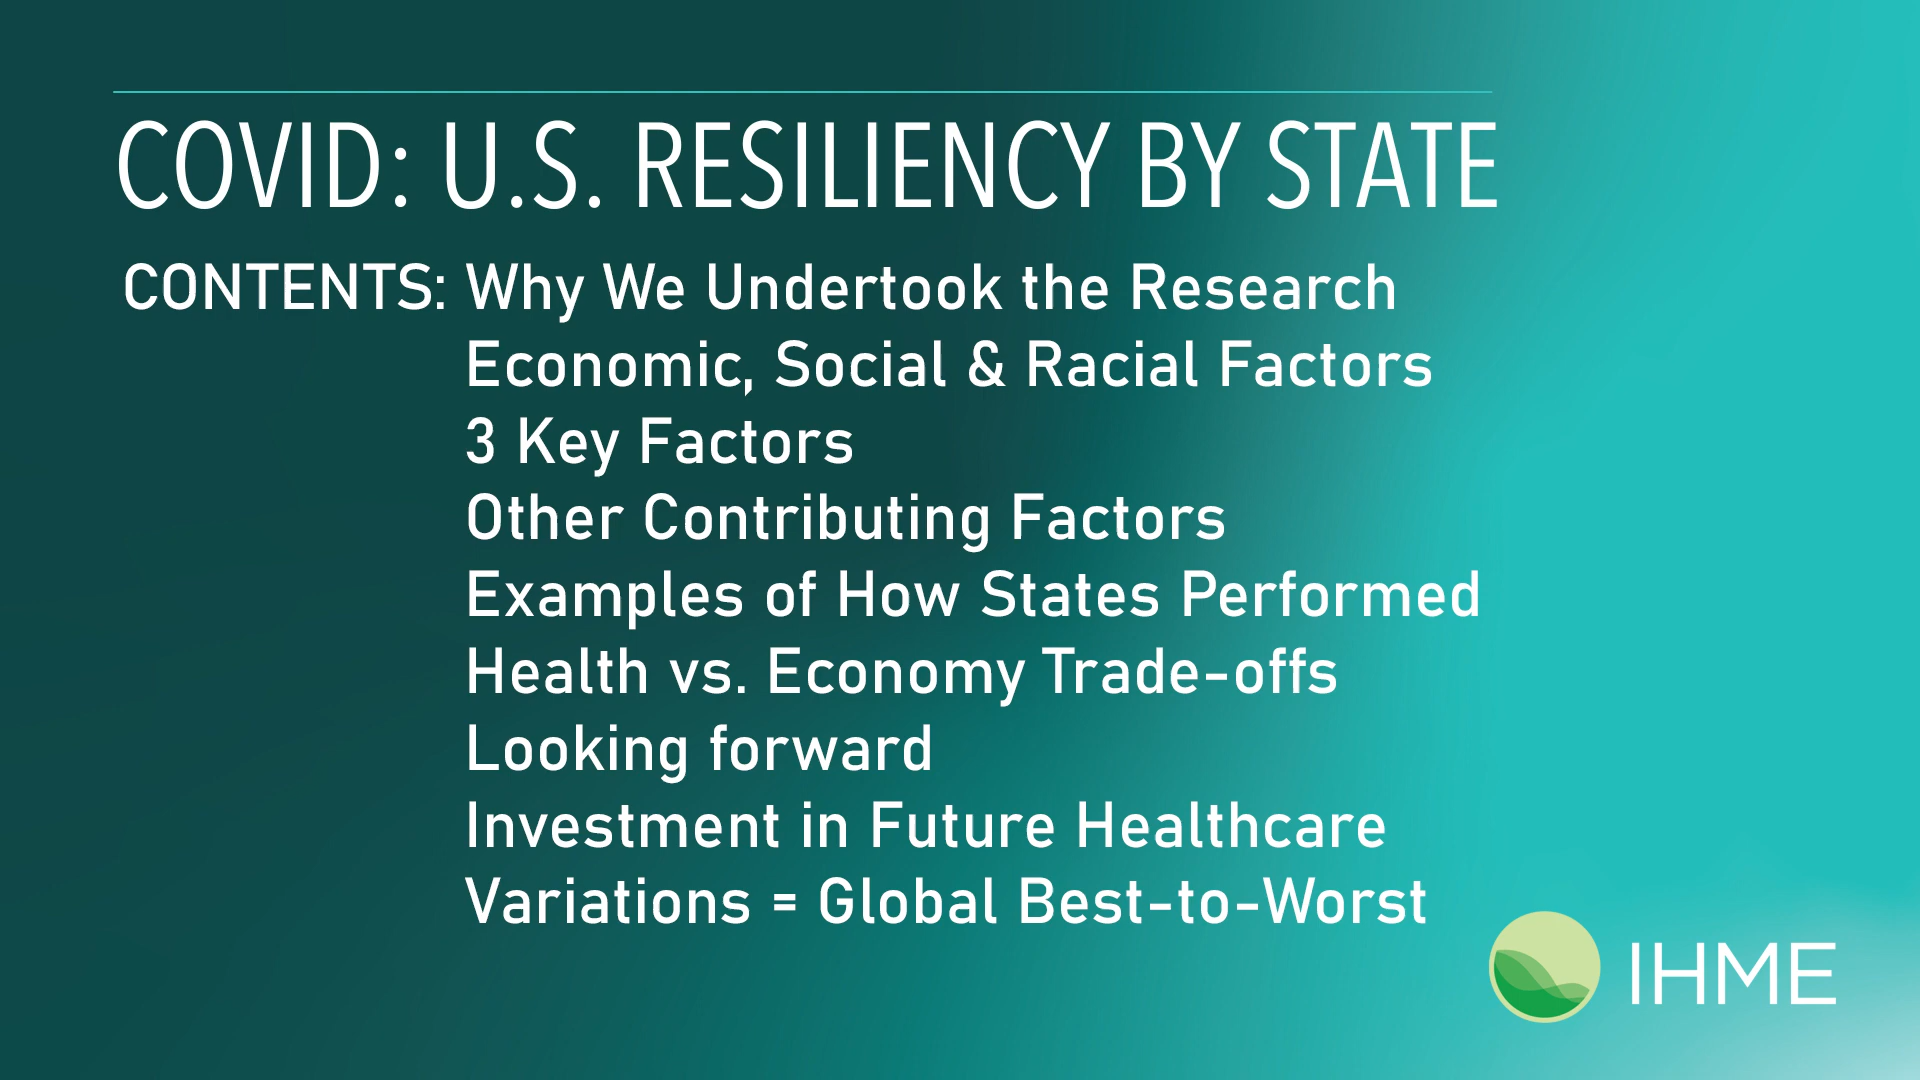 COVID: U.S. RESILIENCY BY STATE
CONTENTS: Why We Undertook the Research
Economic, Social & Racial Factors
3 Key Factors
Other Contributing Factors
Examples of How States Performed
Health vs. Economy Trade-offs
Looking forward
Investment in Future Healthcare
Variations = Global Best-to-Worst
IHME